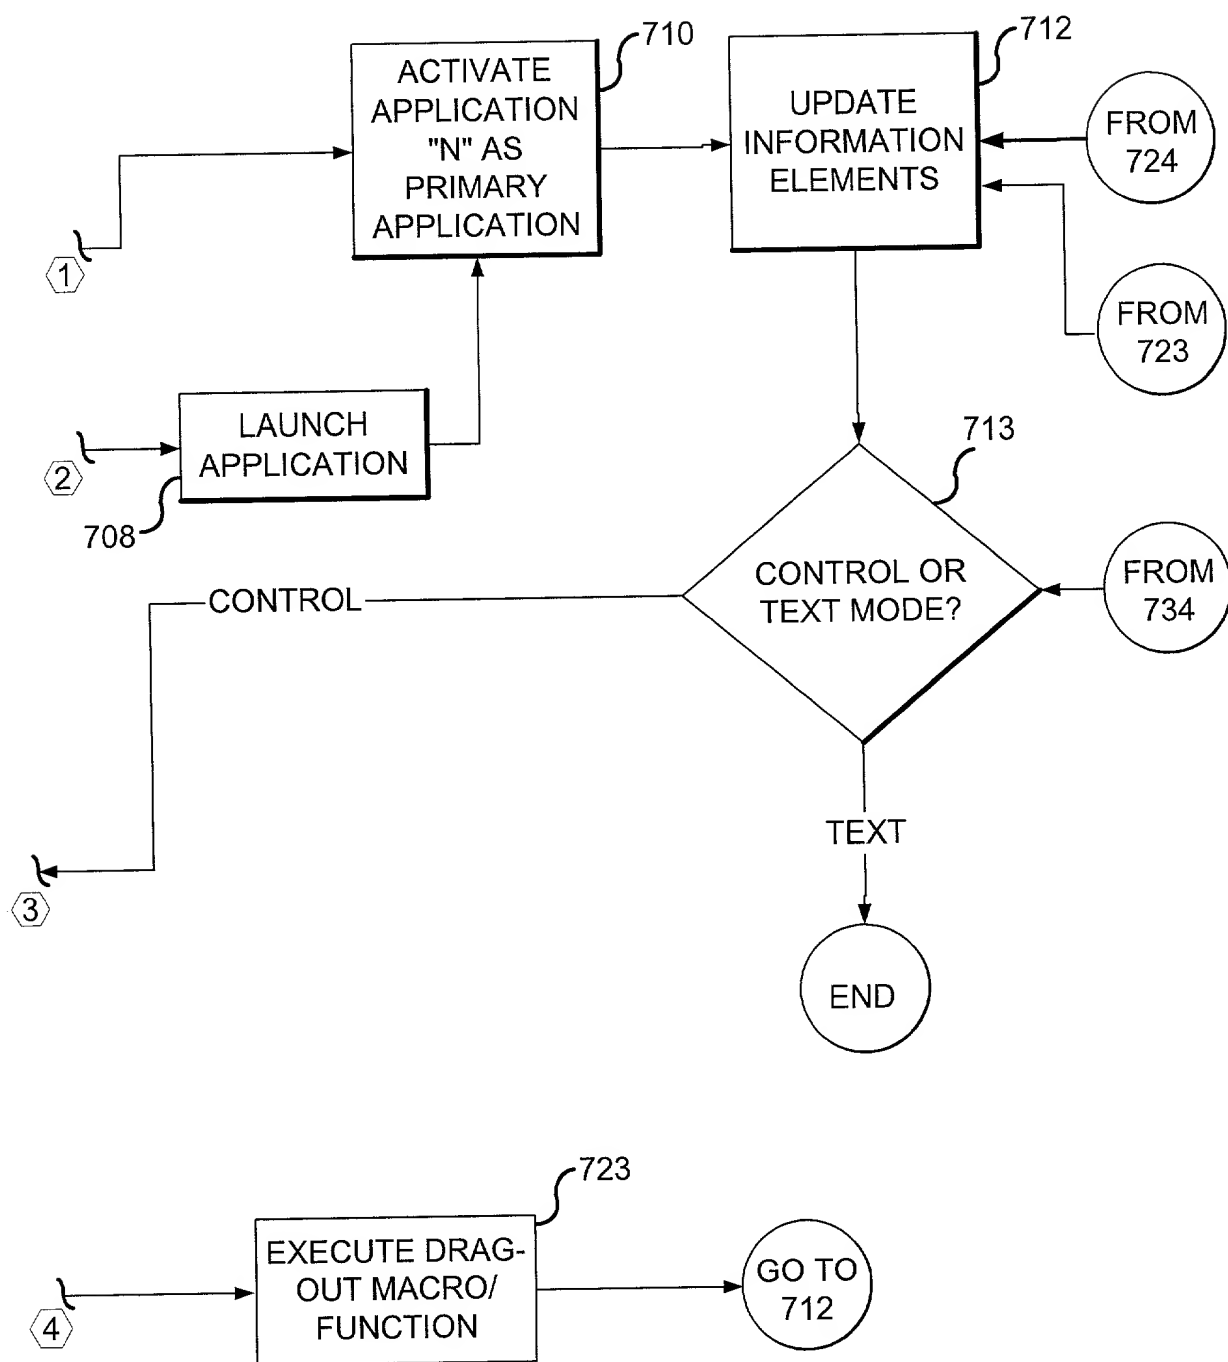 710
ACTIVATE
APPLICATION
"N" AS
PRIMARY
APPLICATION
712
UPDATE
INFORMATION
ELEMENTS
FROM
724
1
FROM
723
LAUNCH
APPLICATION
2
708
713
CONTROL OR
TEXT MODE?
FROM
734
CONTROL
TEXT
3
END
723
EXECUTE DRAG-
OUT MACRO/
FUNCTION
GO TO
712
4